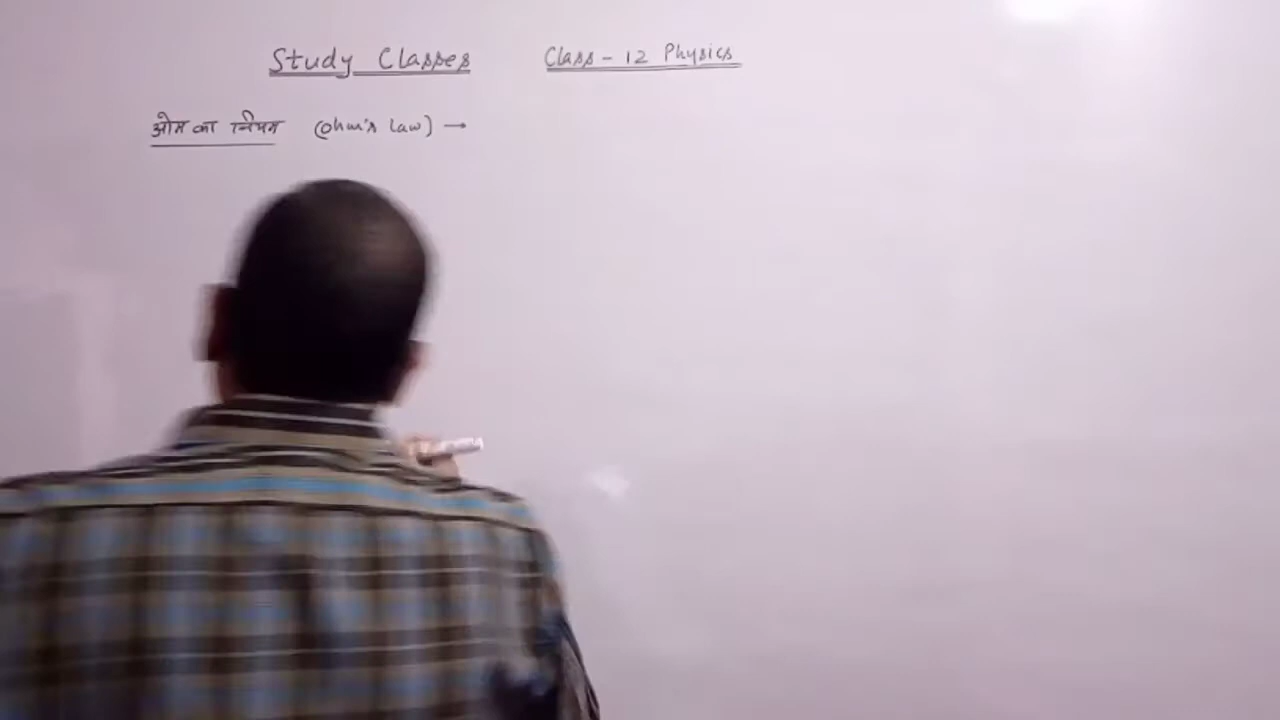 Study Classes Class - 12 Physics
ओम का नियम (ohm's law) →